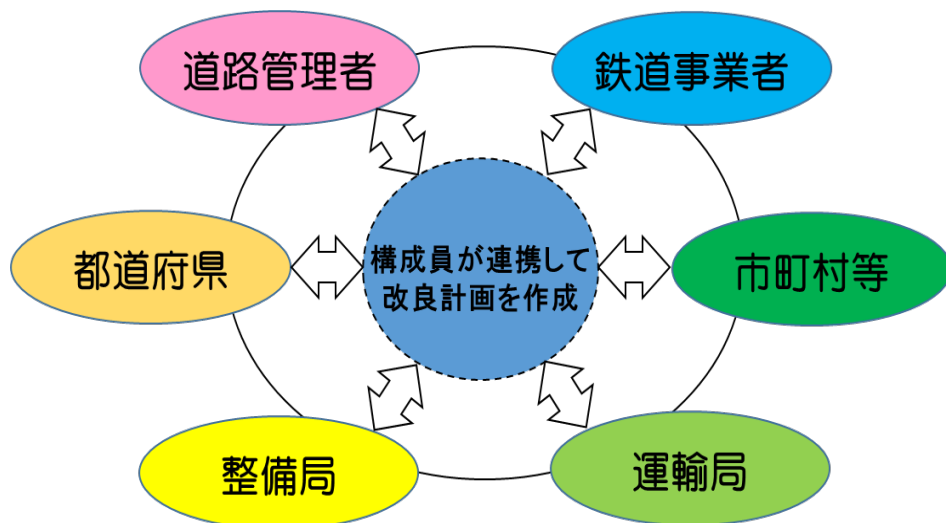 道路管理者
鉄道事業者
都道府県
構成員が連携して
改良計画を作成
市町村等
整備局
運輸局